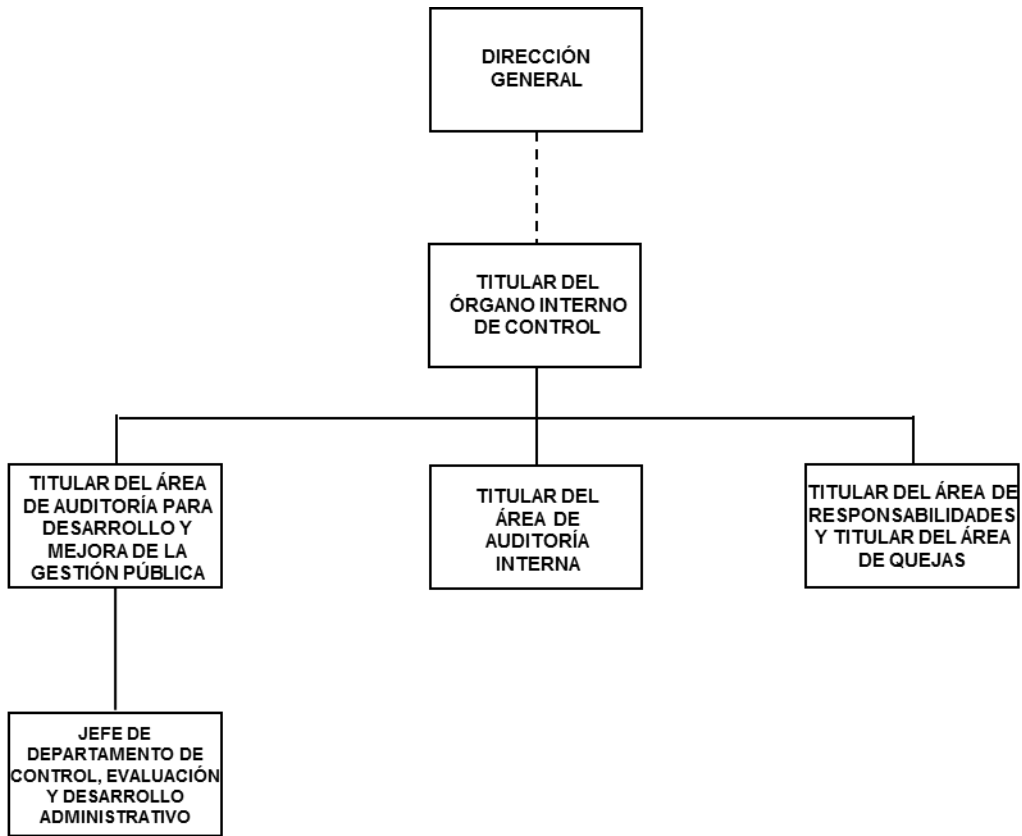 DIRECCIÓN
GENERAL
TITULAR DEL
ÓRGANO INTERNO
DE CONTROL
TITULAR DEL ÁREA
DE AUDITORÍA PARA
DESARROLLO Y
MEJORA DE LA
GESTIÓN PÚBLICA
TITULAR DEL
ÁREA DE
AUDITORÍA
INTERNA
TITULAR DEL ÁREA DE
RESPONSABILIDADES
Y TITULAR DEL ÁREA
DE QUEJAS
JEFE DE
DEPARTAMENTO DE
CONTROL, EVALUACIÓN
Y DESARROLLO
ADMINISTRATIVO